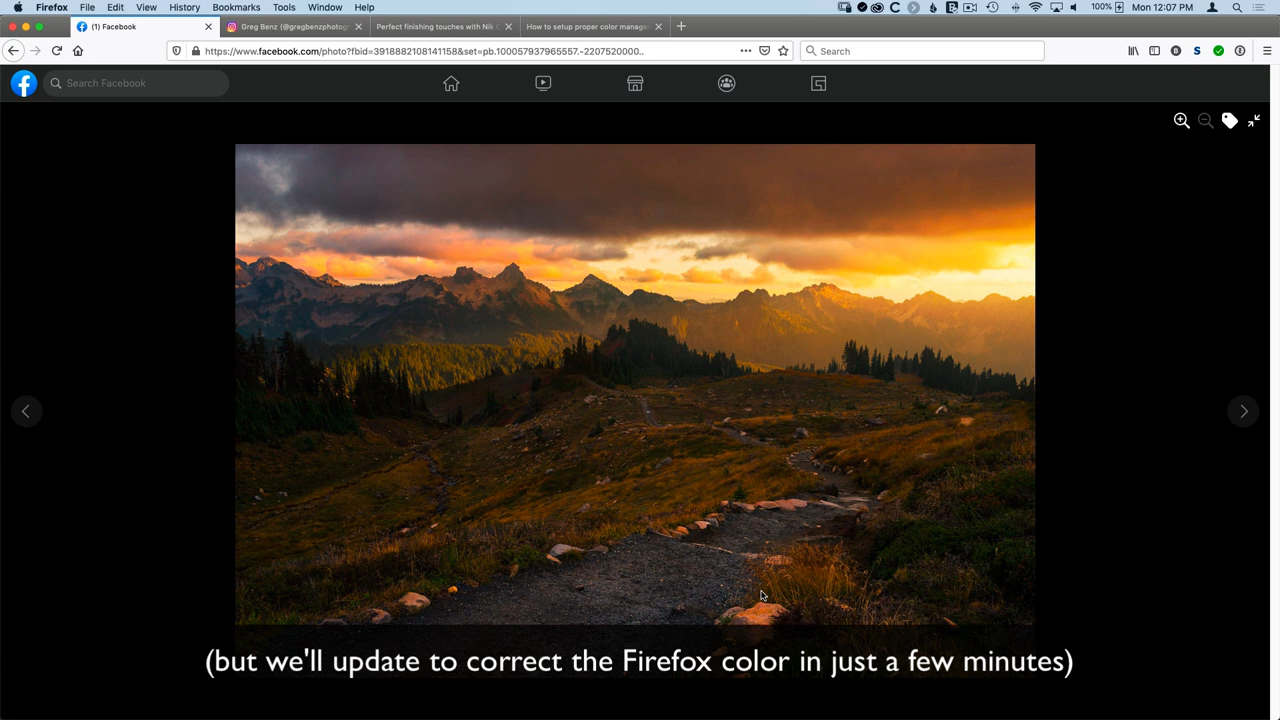 Firefox File Edit View History Bookmarks Tools Window Help 100% Mon 12:07 PM
(1) Facebook Greg Benz (@gregbenzphotog Perfect finishing touches with Nik C How to setup proper color manage
https://www.facebook.com/photo?fbid=3918882108141158&set=pb.100057937965557.-2207520000.. Search
Search Facebook
(but we'll update to correct the Firefox color in just a few minutes)